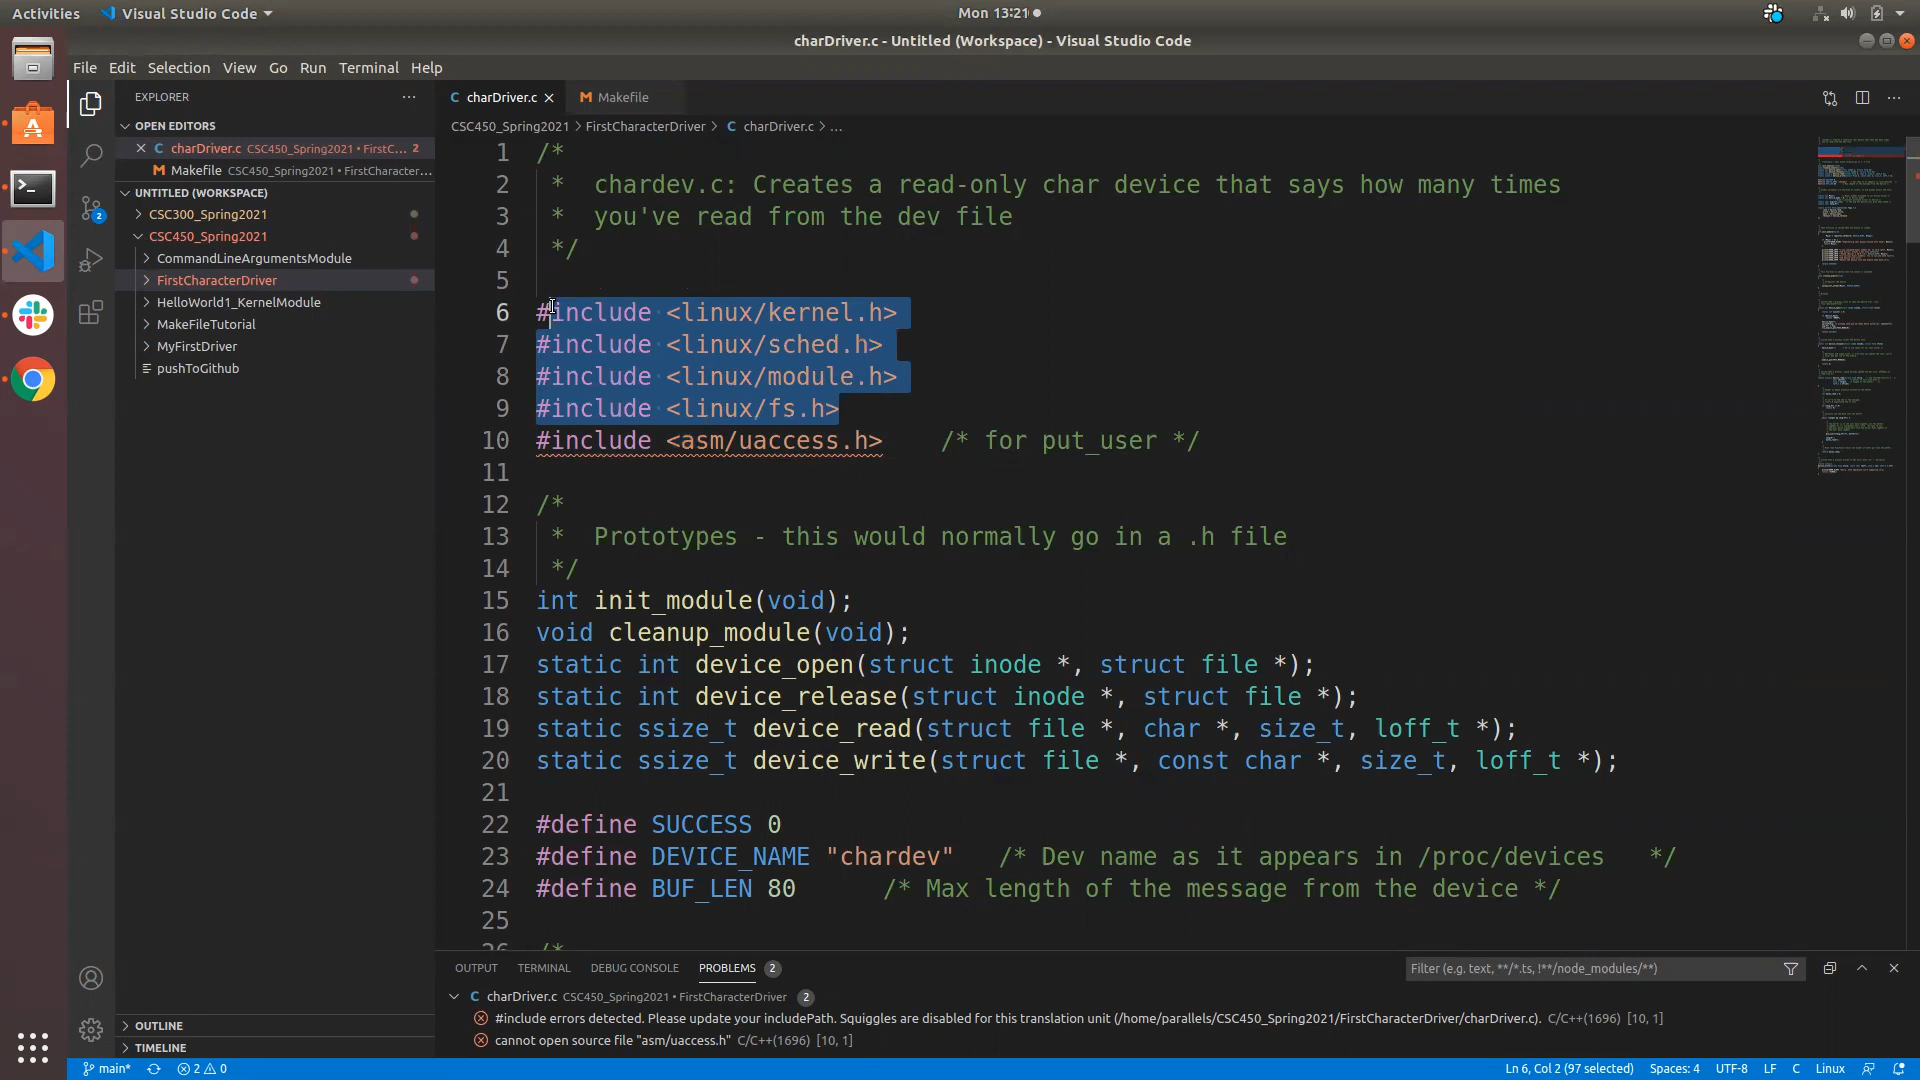 Activities
Visual Studio Code
Mon 13:21
charDriver.c - Untitled (Workspace) - Visual Studio Code
File Edit Selection View Go Run Terminal Help
EXPLORER
OPEN EDITORS
charDriver.c CSC450_Spring2021 • FirstC... 2
Makefile CSC450_Spring2021 • FirstCharacter...
UNTITLED (WORKSPACE)
CSC300_Spring2021
CSC450_Spring2021
CommandLineArgumentsModule
FirstCharacterDriver
HelloWorld1_KernelModule
MakeFileTutorial
MyFirstDriver
pushToGithub
OUTLINE
TIMELINE
2
C charDriver.c
M Makefile
CSC450_Spring2021 > FirstCharacterDriver > C charDriver.c > ...
1 /*
2 * chardev.c: Creates a read-only char device that says how many times
3 * you've read from the dev file
4 */
5
6 #include <linux/kernel.h>
7 #include <linux/sched.h>
8 #include <linux/module.h>
9 #include <linux/fs.h>
10 #include <asm/uaccess.h> /* for put_user */
11
12 /*
13 * Prototypes - this would normally go in a .h file
14 */
15 int init_module(void);
16 void cleanup_module(void);
17 static int device_open(struct inode *, struct file *);
18 static int device_release(struct inode *, struct file *);
19 static ssize_t device_read(struct file *, char *, size_t, loff_t *);
20 static ssize_t device_write(struct file *, const char *, size_t, loff_t *);
21
22 #define SUCCESS 0
23 #define DEVICE_NAME "chardev" /* Dev name as it appears in /proc/devices */
24 #define BUF_LEN 80 /* Max length of the message from the device */
25
26 /*
OUTPUT TERMINAL DEBUG CONSOLE PROBLEMS 2
Filter (e.g. text, **/*.ts, !**/node_modules/**)
C charDriver.c CSC450_Spring2021 • FirstCharacterDriver 2
#include errors detected. Please update your includePath. Squiggles are disabled for this translation unit (/home/parallels/CSC450_Spring2021/FirstCharacterDriver/charDriver.c). C/C++(1696) [10, 1]
cannot open source file "asm/uaccess.h" C/C++(1696) [10, 1]
main* 2 0
Ln 6, Col 2 (97 selected) Spaces: 4 UTF-8 LF C Linux